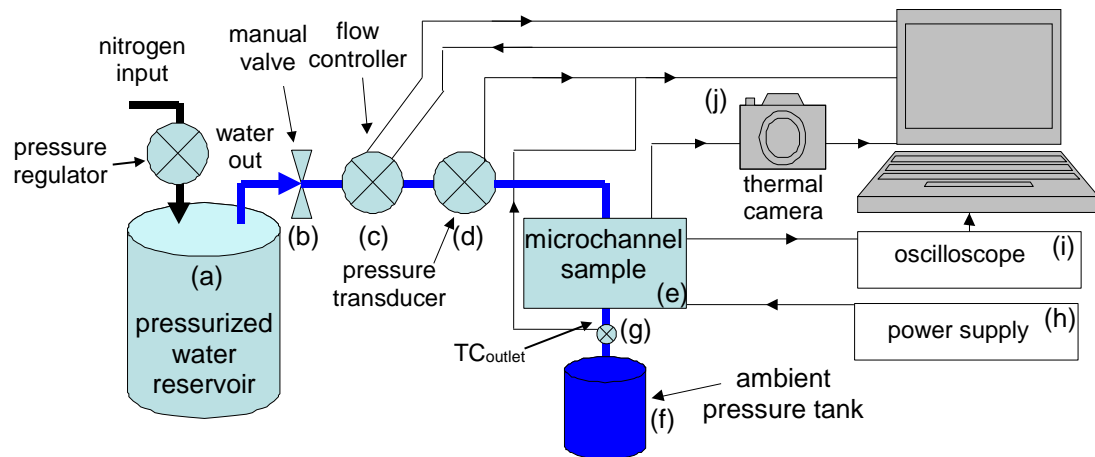 nitrogen
input
manual
valve
flow
controller
(j)
pressure
regulator
water
out
thermal
camera
(b)
(c)
(d)
(a)
pressure
transducer
microchannel
sample
(e)
oscilloscope
(i)
pressurized
water
reservoir
TCoutlet
(g)
power supply
(h)
ambient
pressure tank
(f)